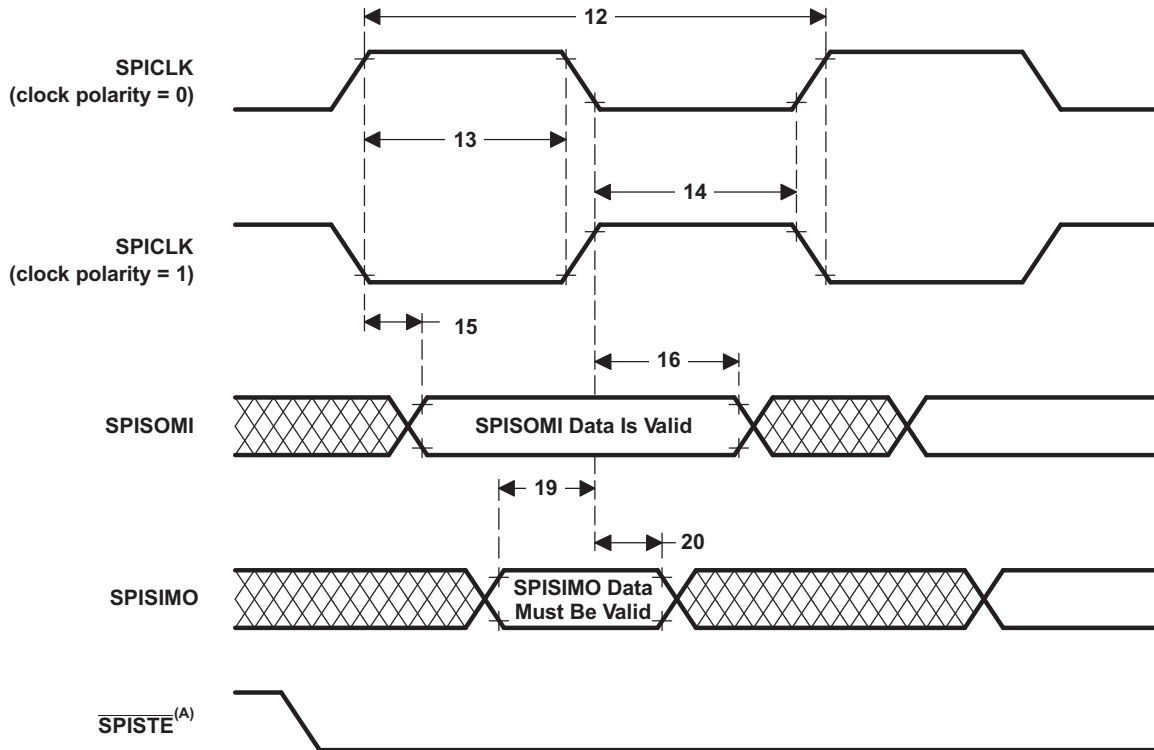 12
SPICLK
(clock polarity = 0)
13
14
SPICLK
(clock polarity = 1)
15
16
SPISOMI
SPISOMI Data Is Valid
19
20
SPISIMO
SPISIMO Data
Must Be Valid
SPISTE(A)